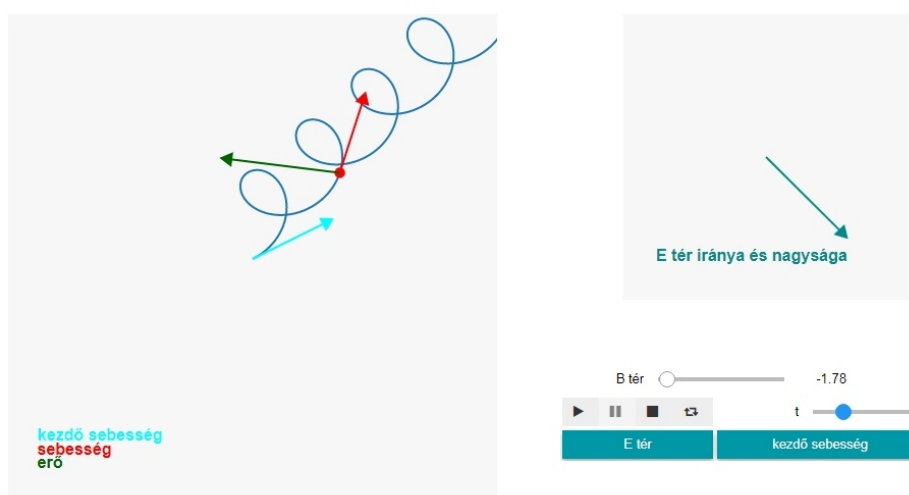 E tér iránya és nagysága
B tér -1.78
t
E tér kezdő sebesség
kezdő sebesség
sebesség
erő